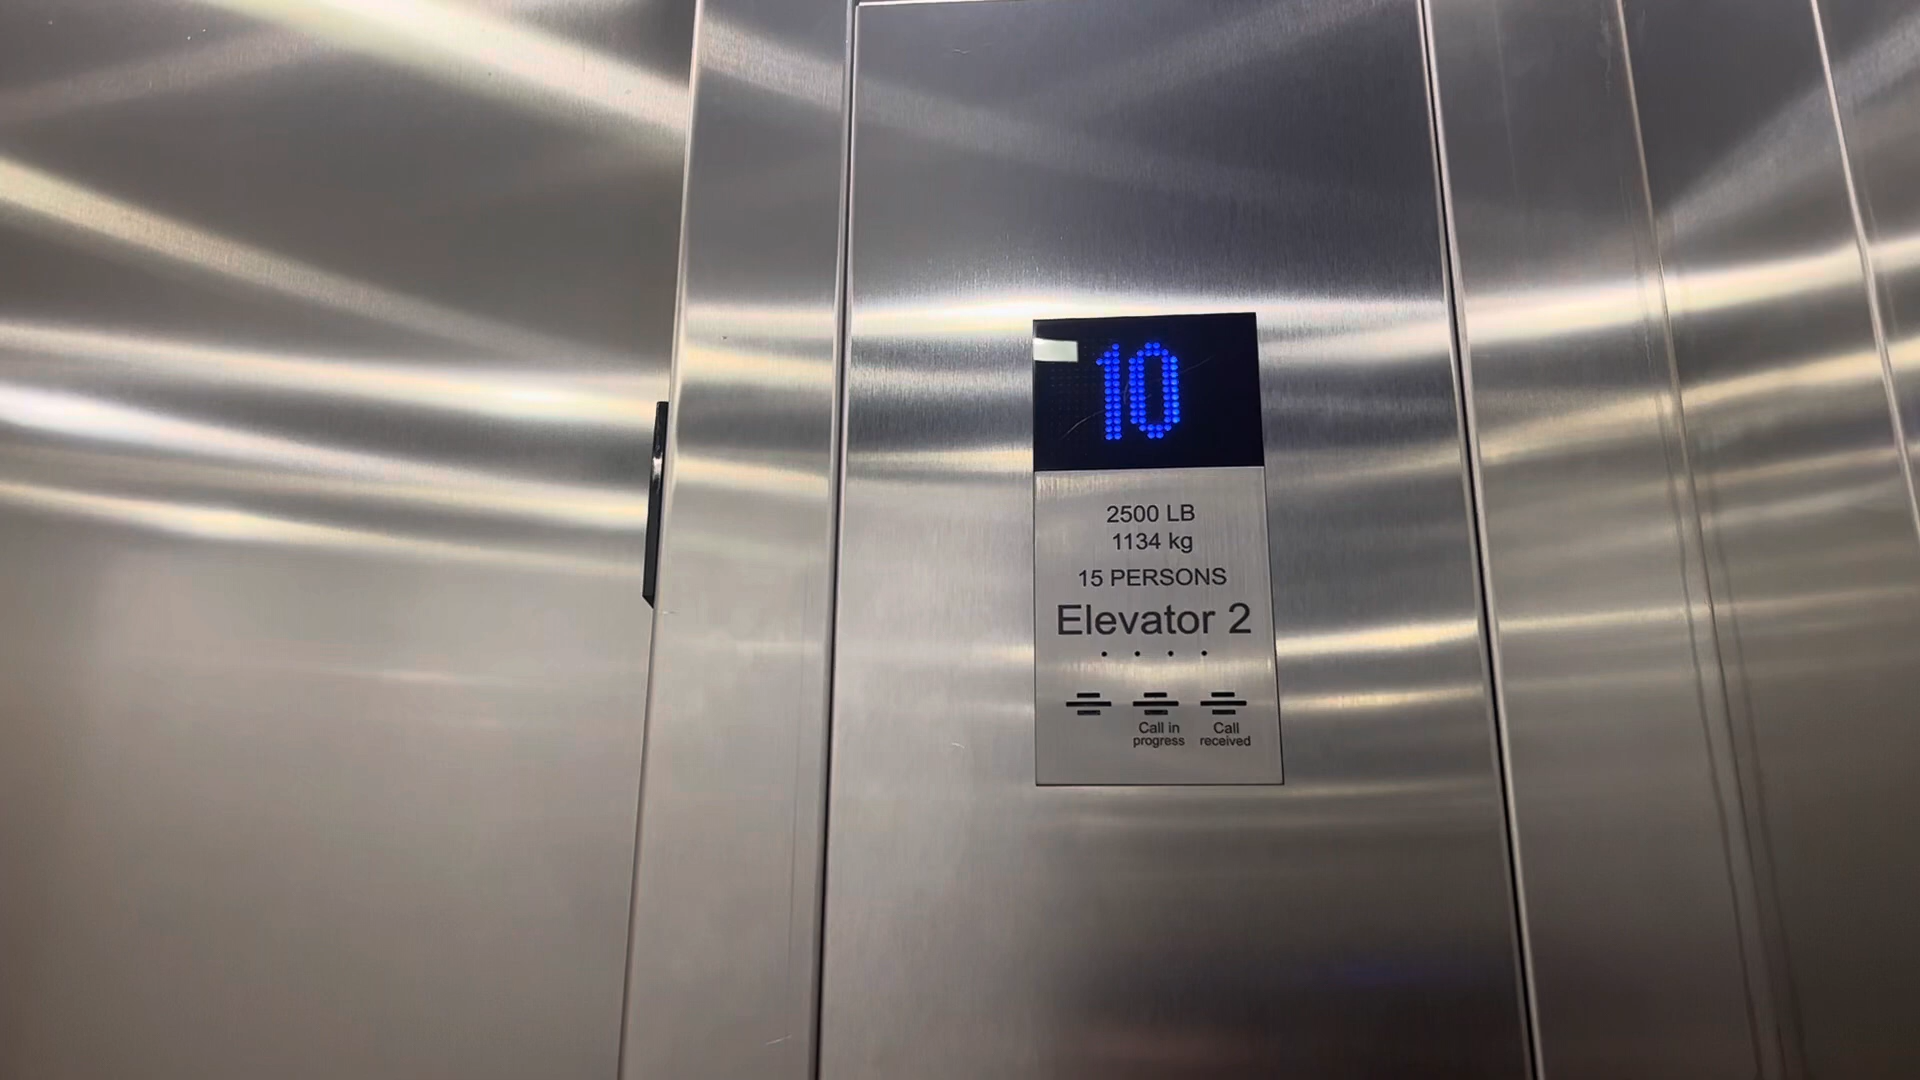 10
2500 LB
1134 kg
15 PERSONS
Elevator 2
Call in
progress
Call
received